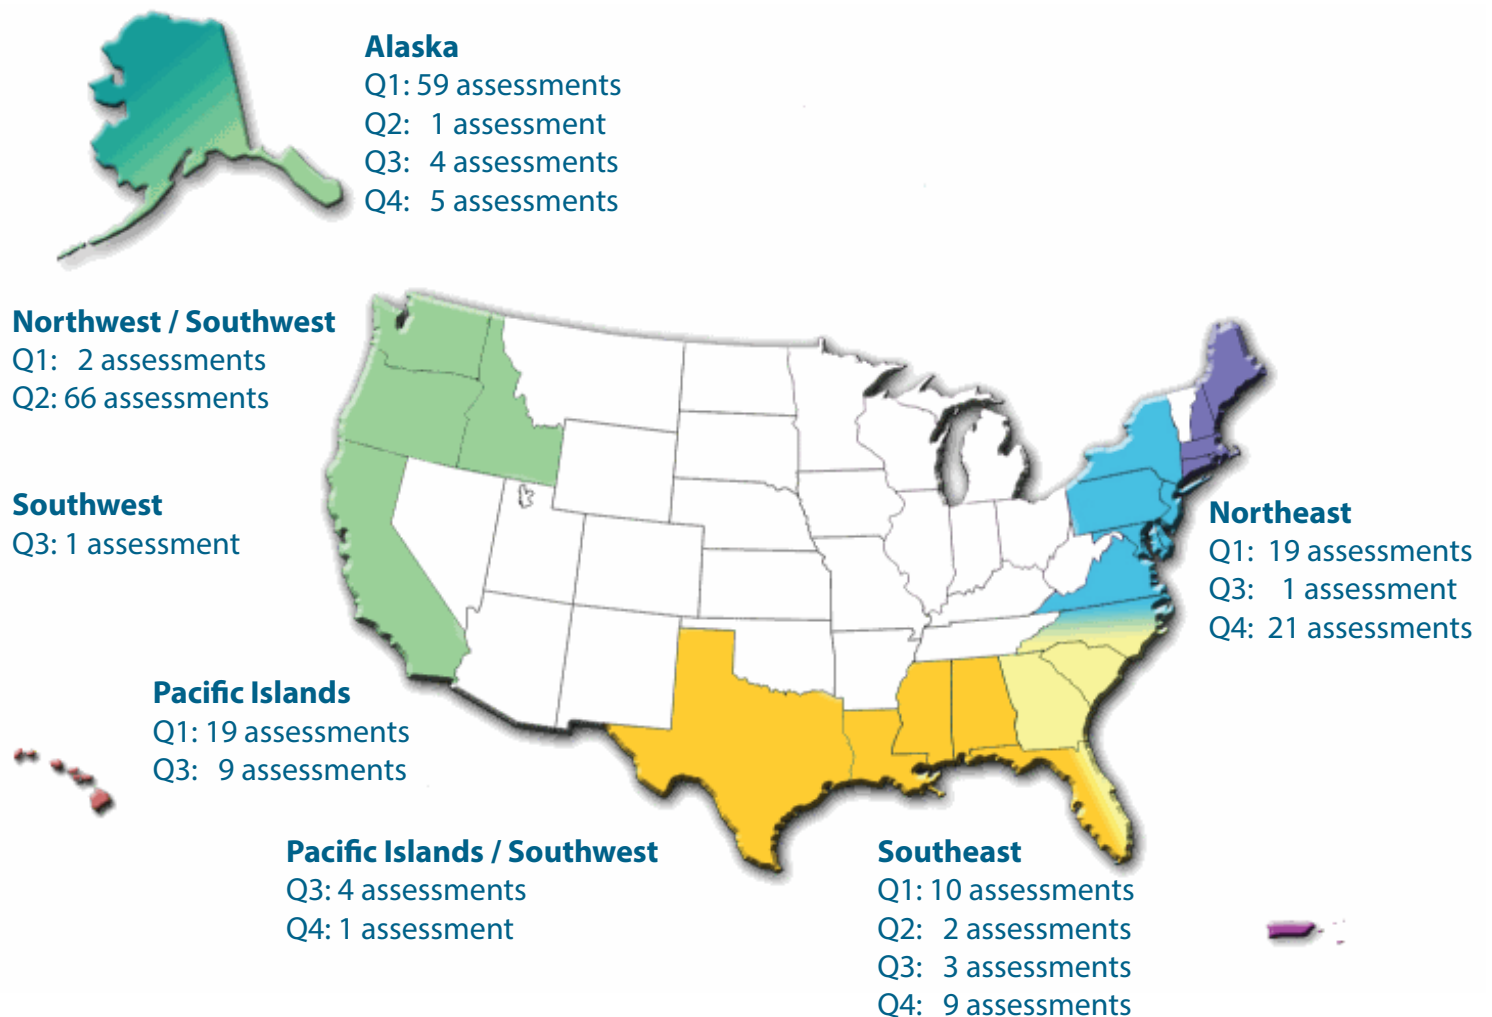 Alaska
Q1: 59 assessments
Q2: 1 assessment
Q3: 4 assessments
Q4: 5 assessments
Northwest / Southwest
Q1: 2 assessments
Q2: 66 assessments
Southwest
Q3: 1 assessment
Northeast
Q1: 19 assessments
Q3: 1 assessment
Q4: 21 assessments
Pacific Islands
Q1: 19 assessments
Q3: 9 assessments
Pacific Islands / Southwest
Q3: 4 assessments
Q4: 1 assessment
Southeast
Q1: 10 assessments
Q2: 2 assessments
Q3: 3 assessments
Q4: 9 assessments